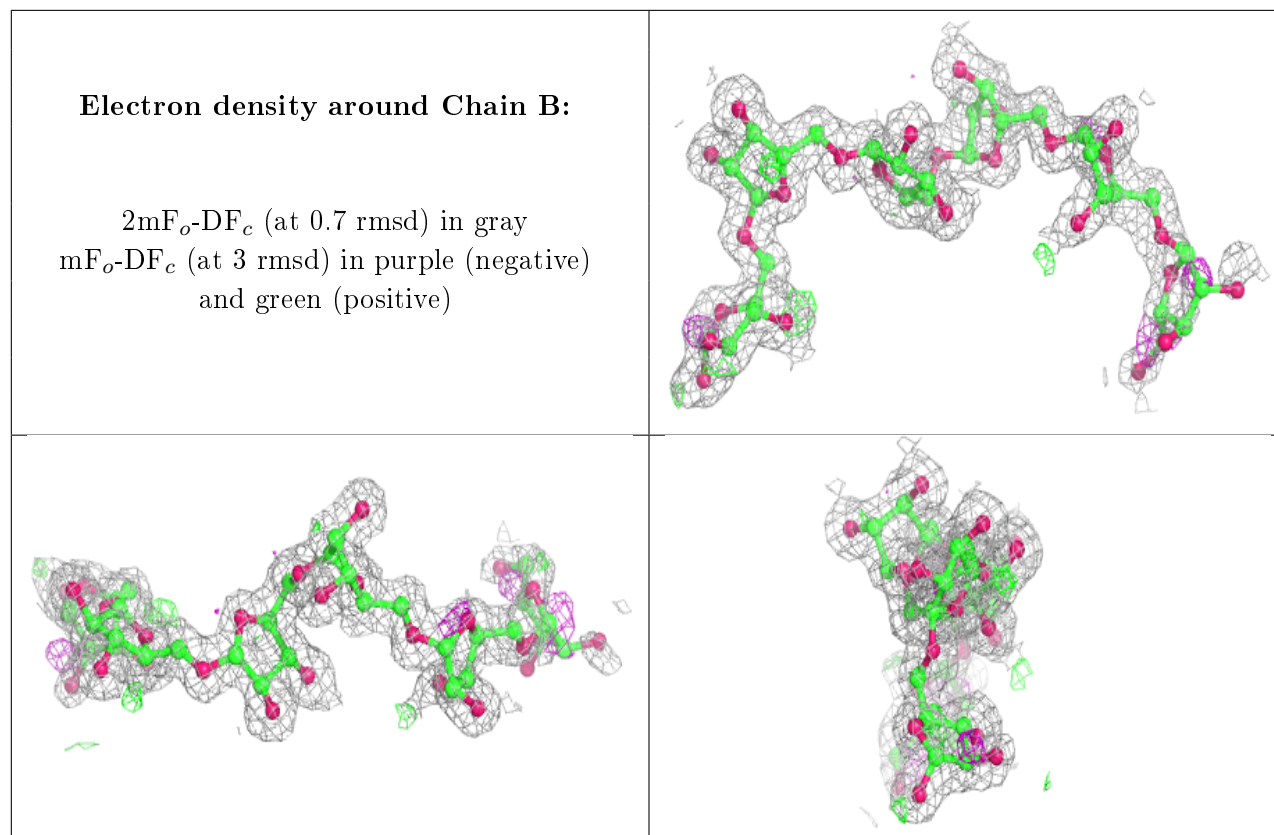 Electron density around Chain B:
2mFₒ-DF𝑐 (at 0.7 rmsd) in gray
mFₒ-DF𝑐 (at 3 rmsd) in purple (negative)
and green (positive)